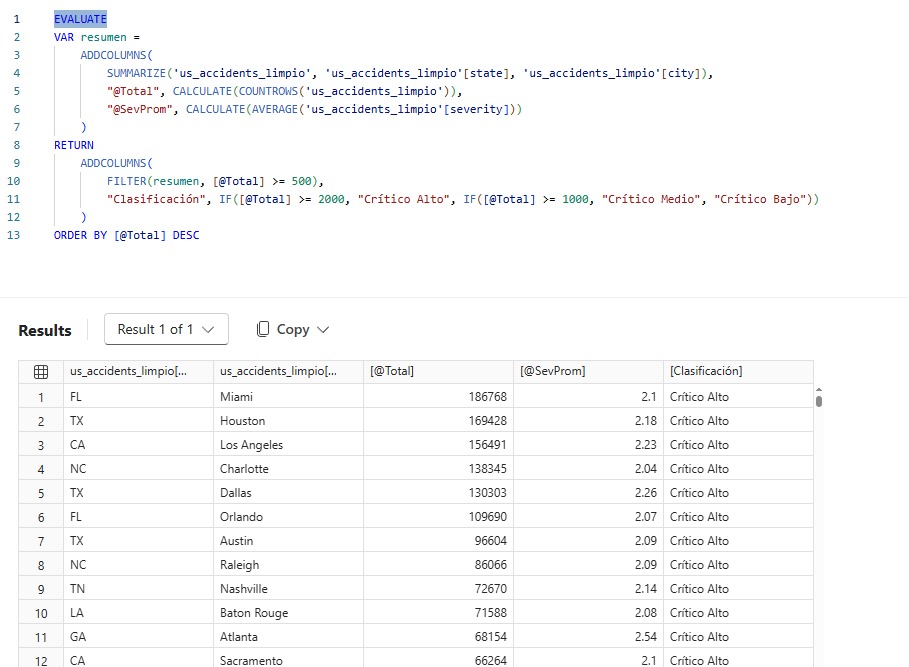 1 EVALUATE
2 VAR resumen =
3 ADDCOLUMNS(
4 SUMMARIZE('us_accidents_limpio', 'us_accidents_limpio'[state], 'us_accidents_limpio'[city]),
5 "@Total", CALCULATE(COUNTROWS('us_accidents_limpio')),
6 "@SevProm", CALCULATE(AVERAGE('us_accidents_limpio'[severity]))
7 )
8 RETURN
9 ADDCOLUMNS(
10 FILTER(resumen, [@Total] >= 500),
11 "Clasificación", IF([@Total] >= 2000, "Crítico Alto", IF([@Total] >= 1000, "Crítico Medio", "Crítico Bajo"))
12 )
13 ORDER BY [@Total] DESC
Results Result 1 of 1 Copy
us_accidents_limpio[... us_accidents_limpio[... [@Total] [@SevProm] [Clasificación]
1 FL Miami 186768 2.1 Crítico Alto
2 TX Houston 169428 2.18 Crítico Alto
3 CA Los Angeles 156491 2.23 Crítico Alto
4 NC Charlotte 138345 2.04 Crítico Alto
5 TX Dallas 130303 2.26 Crítico Alto
6 FL Orlando 109690 2.07 Crítico Alto
7 TX Austin 96604 2.09 Crítico Alto
8 NC Raleigh 86066 2.09 Crítico Alto
9 TN Nashville 72670 2.14 Crítico Alto
10 LA Baton Rouge 71588 2.08 Crítico Alto
11 GA Atlanta 68154 2.54 Crítico Alto
12 CA Sacramento 66264 2.1 Crítico Alto